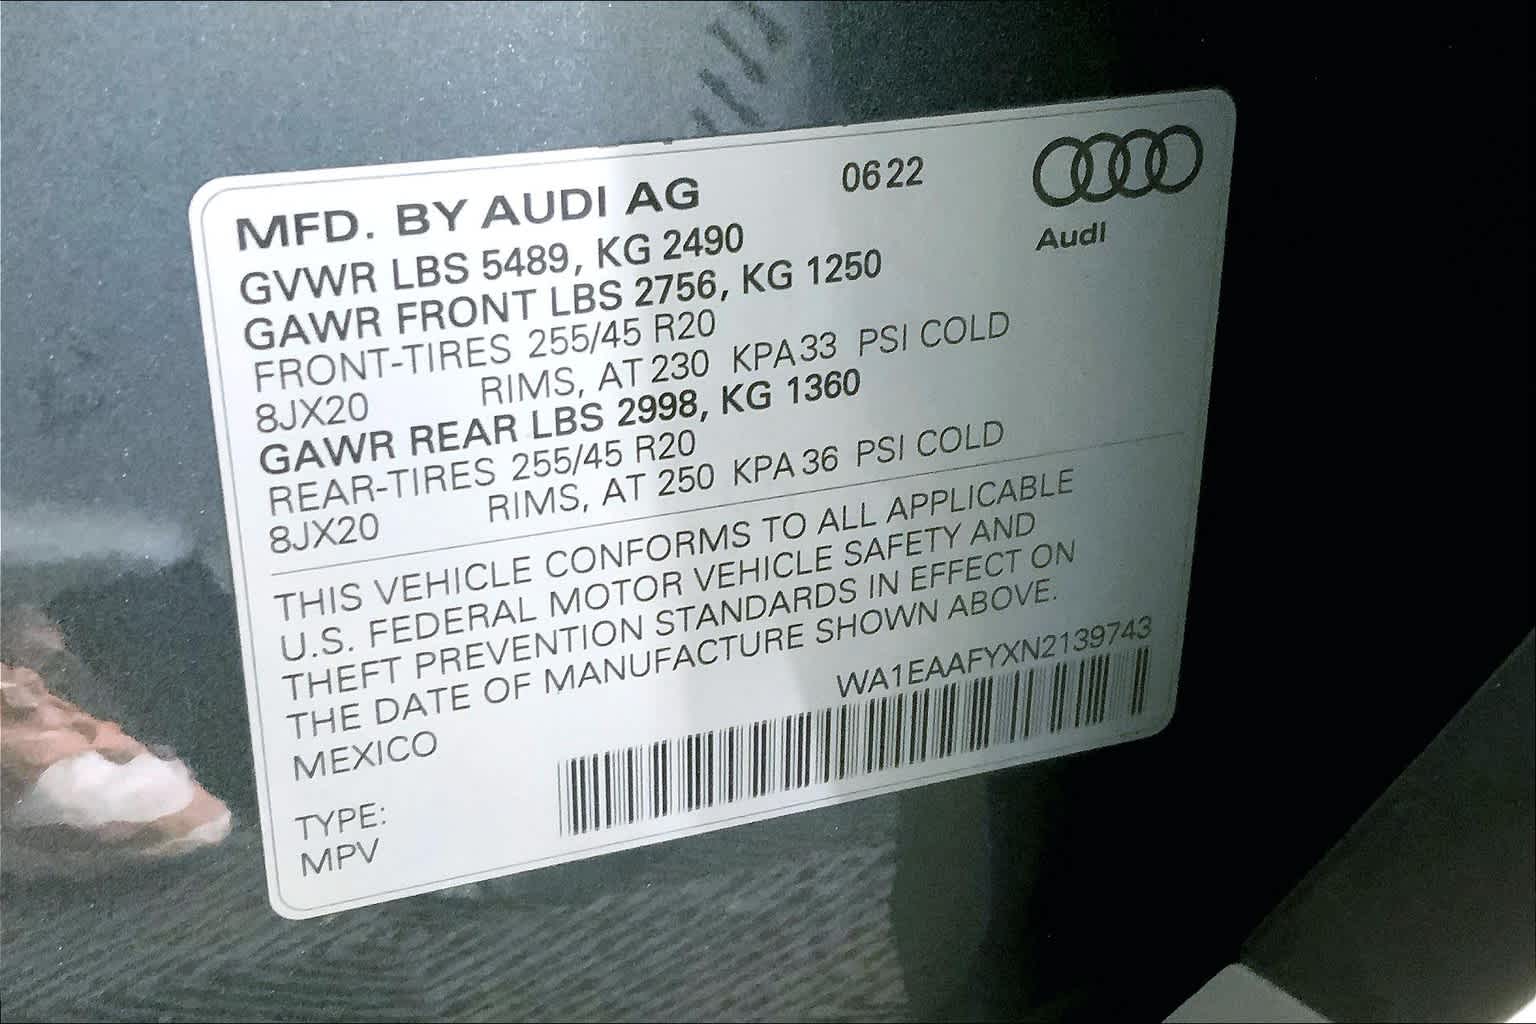 MFD. BY AUDI AG 0622
Audi
GVWR LBS 5489, KG 2490
GAWR FRONT LBS 2756, KG 1250
FRONT-TIRES 255/45 R20
8JX20 RIMS, AT 230 KPA 33 PSI COLD
GAWR REAR LBS 2998, KG 1360
REAR-TIRES 255/45 R20
8JX20 RIMS, AT 250 KPA 36 PSI COLD
THIS VEHICLE CONFORMS TO ALL APPLICABLE
U.S. FEDERAL MOTOR VEHICLE SAFETY AND
THEFT PREVENTION STANDARDS IN EFFECT ON
THE DATE OF MANUFACTURE SHOWN ABOVE.
MEXICO WA1EAAFYXN2139743
TYPE:
MPV